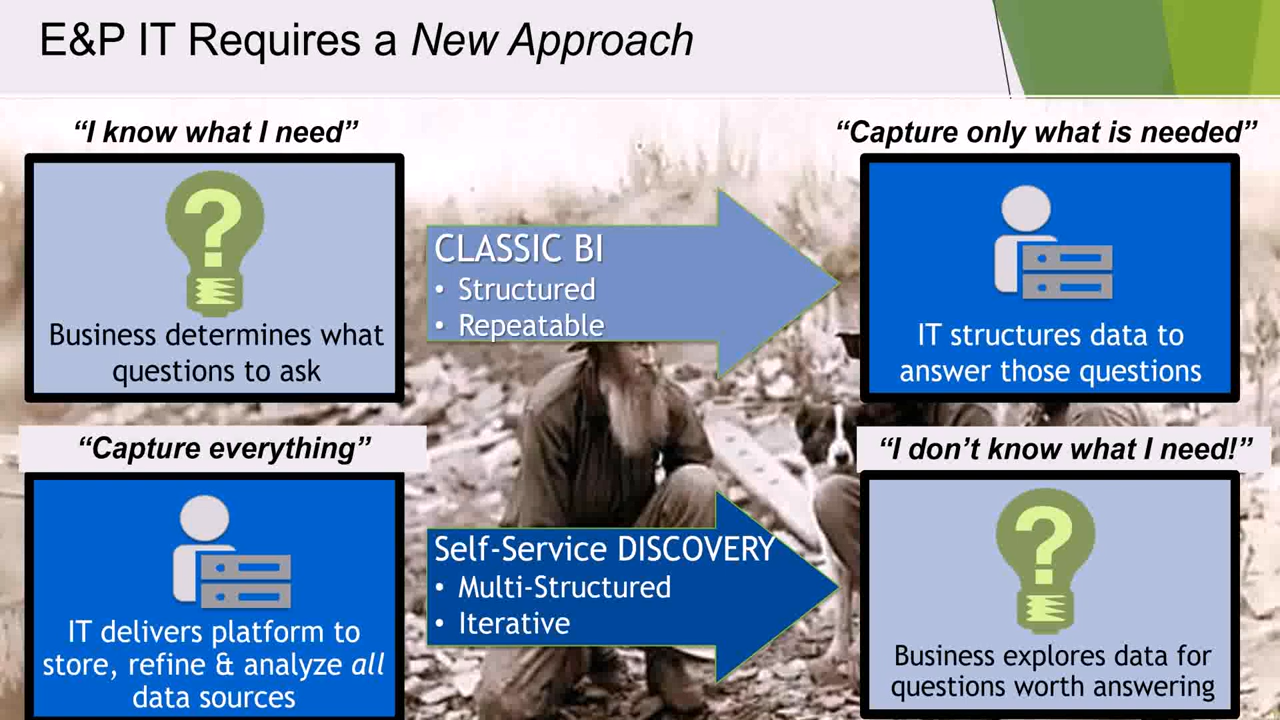 E&P IT Requires a New Approach
“I know what I need”
“Capture only what is needed”
?
Business determines what
questions to ask
CLASSIC BI
• Structured
• Repeatable
IT structures data to
answer those questions
“Capture everything”
“I don’t know what I need!”
IT delivers platform to
store, refine & analyze all
data sources
Self-Service DISCOVERY
• Multi-Structured
• Iterative
?
Business explores data for
questions worth answering